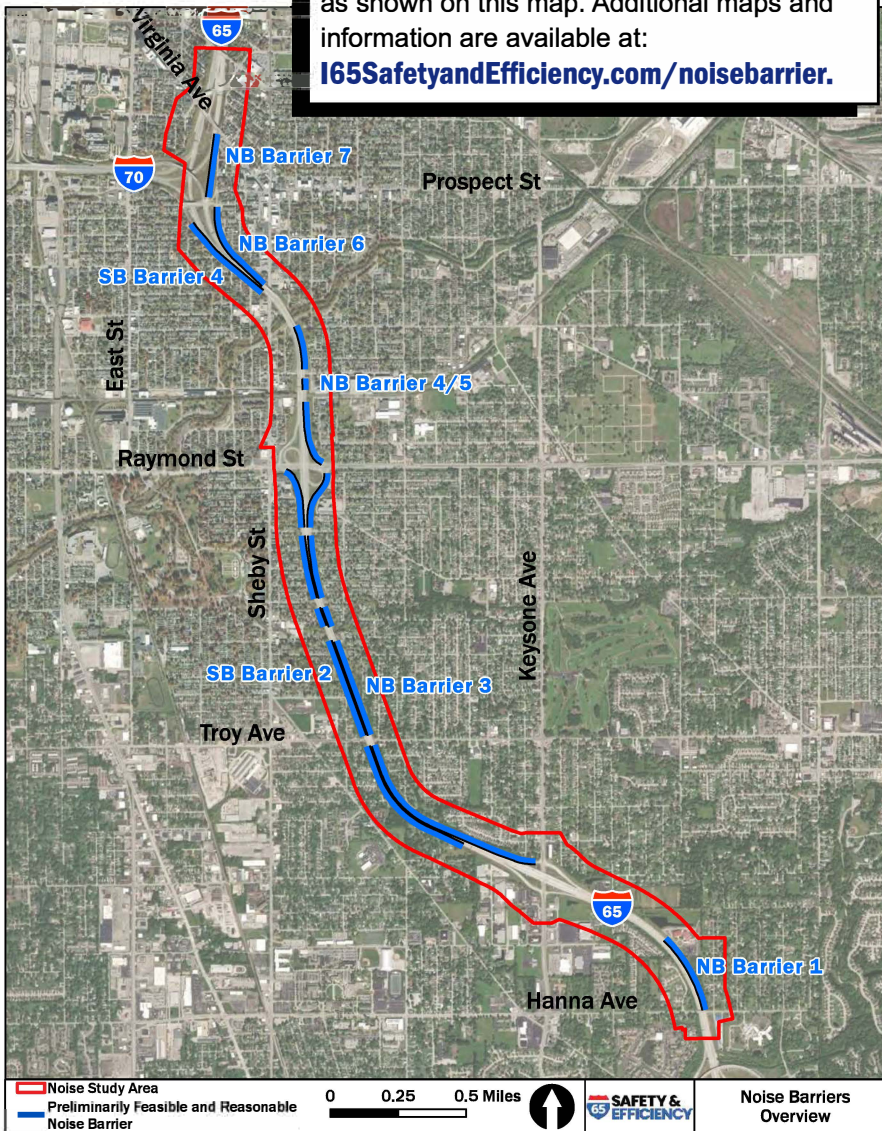 as shown on this map. Additional maps and
information are available at:
I65SafetyandEfficiency.com/noisebarrier.
Virginia Ave
65
70
NB Barrier 7
Prospect St
NB Barrier 6
SB Barrier 4
East St
NB Barrier 4/5
Raymond St
Sheby St
Keysone Ave
SB Barrier 2
NB Barrier 3
Troy Ave
65
NB Barrier 1
Hanna Ave
Noise Study Area
Preliminarily Feasible and Reasonable
Noise Barrier
0 0.25 0.5 Miles
65 SAFETY &
EFFICIENCY
Noise Barriers
Overview